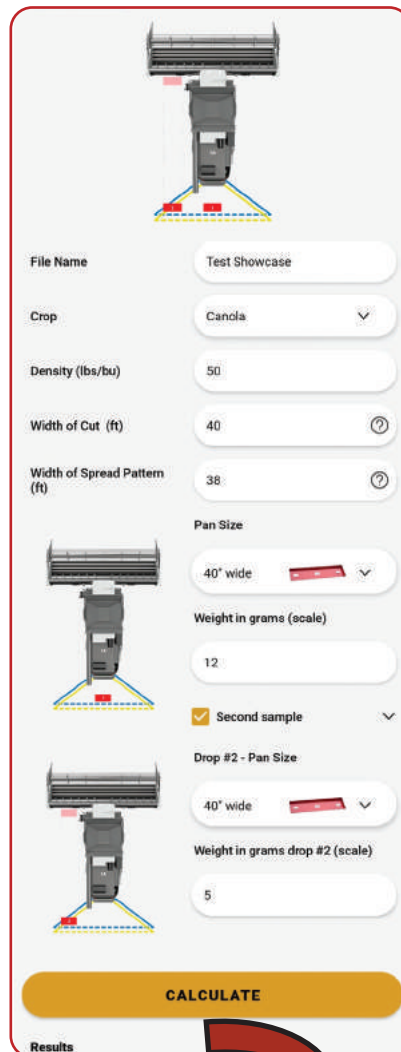 File Name
Test Showcase
Crop
Canola
Density (lbs/bu)
50
Width of Cut (ft)
40
Width of Spread Pattern
(ft)
38
Pan Size
40" wide
Weight in grams (scale)
12
Second sample
Drop #2 - Pan Size
40" wide
Weight in grams drop #2 (scale)
5
CALCULATE
Results